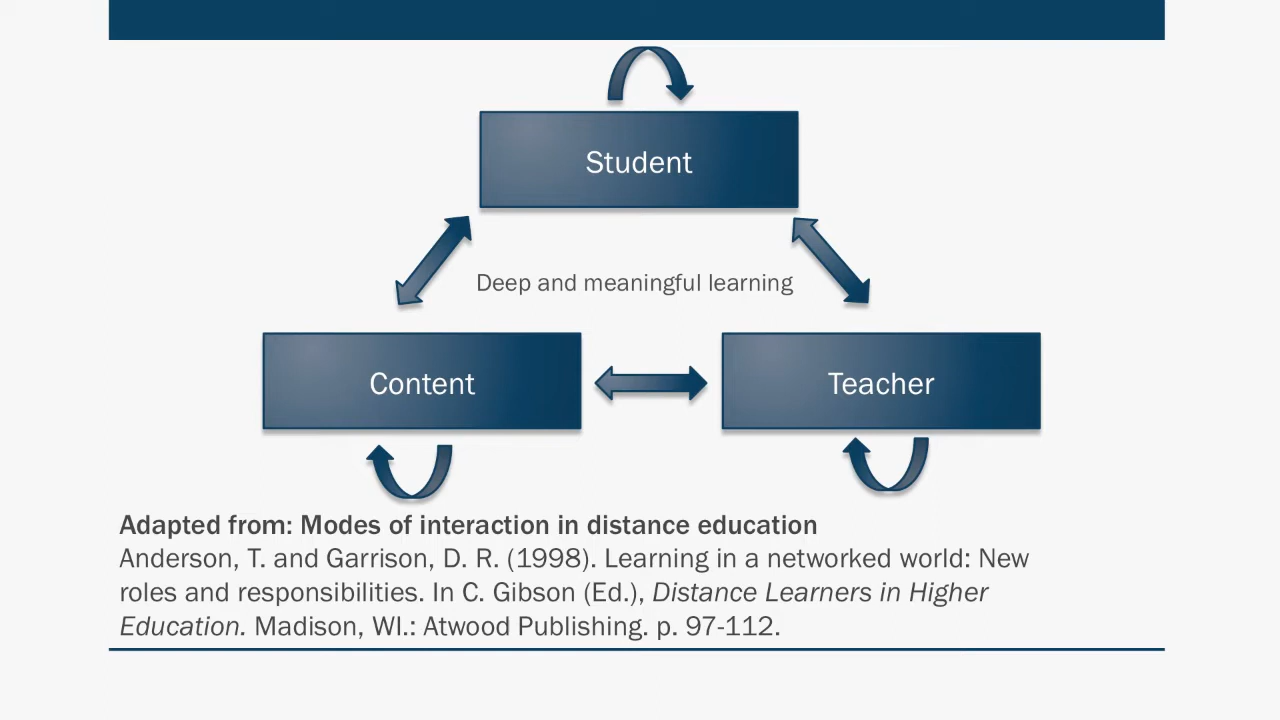 Student
Deep and meaningful learning
Content
Teacher
Adapted from: Modes of interaction in distance education
Anderson, T. and Garrison, D. R. (1998). Learning in a networked world: New
roles and responsibilities. In C. Gibson (Ed.), Distance Learners in Higher
Education. Madison, WI.: Atwood Publishing. p. 97-112.